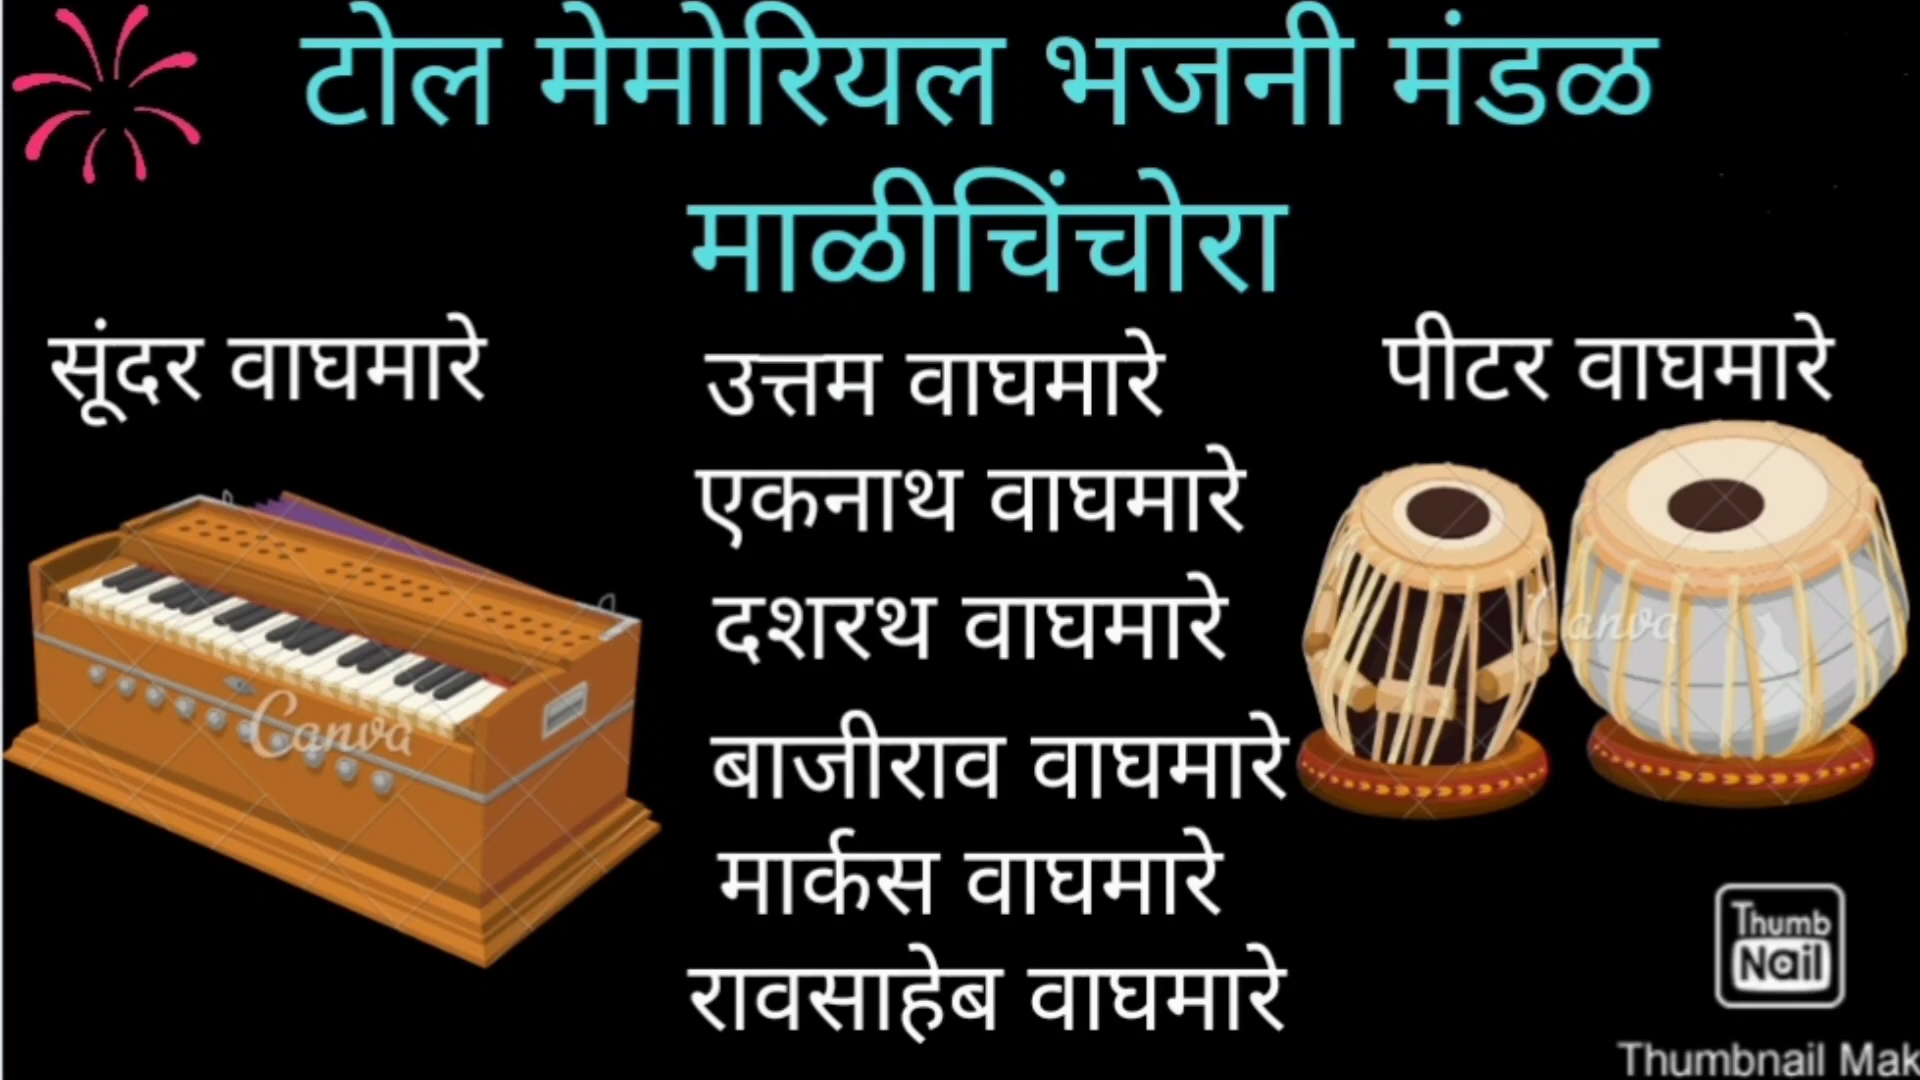 टोल मेमोरियल भजनी मंडळ
माळीचिंचोरा
सूंदर वाघमारे
उत्तम वाघमारे
पीटर वाघमारे
एकनाथ वाघमारे
दशरथ वाघमारे
बाजीराव वाघमारे
मार्कस वाघमारे
रावसाहेब वाघमारे
Canva
Canva
Thumb
Nail
Thumbnail Mak